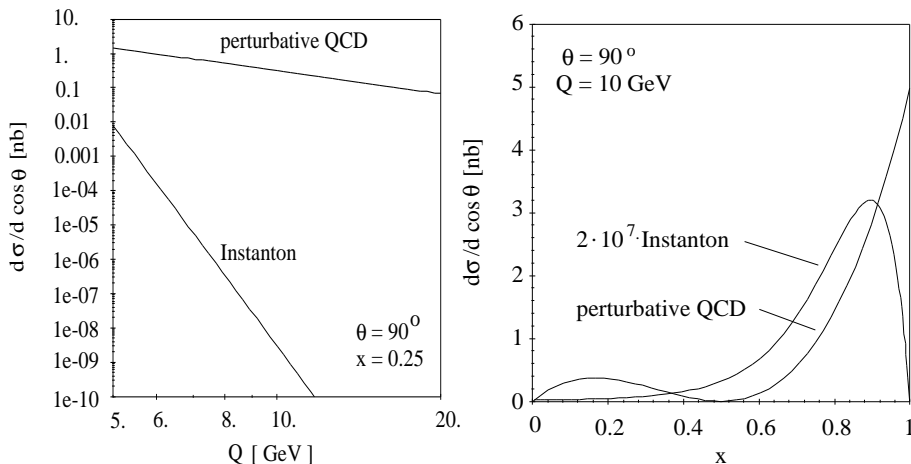 10.
1.
0.1
0.01
0.001
1e-04
1e-05
1e-06
1e-07
1e-08
1e-09
1e-10
dσ/d cos θ [nb]
perturbative QCD
Instanton
θ = 90°
x = 0.25
5. 6. 8. 10. 20.
Q [ GeV ]
6
5
4
3
2
1
0
dσ/d cos θ [nb]
θ = 90°
Q = 10 GeV
2 · 10⁷·Instanton
perturbative QCD
0 0.2 0.4 0.6 0.8 1
x